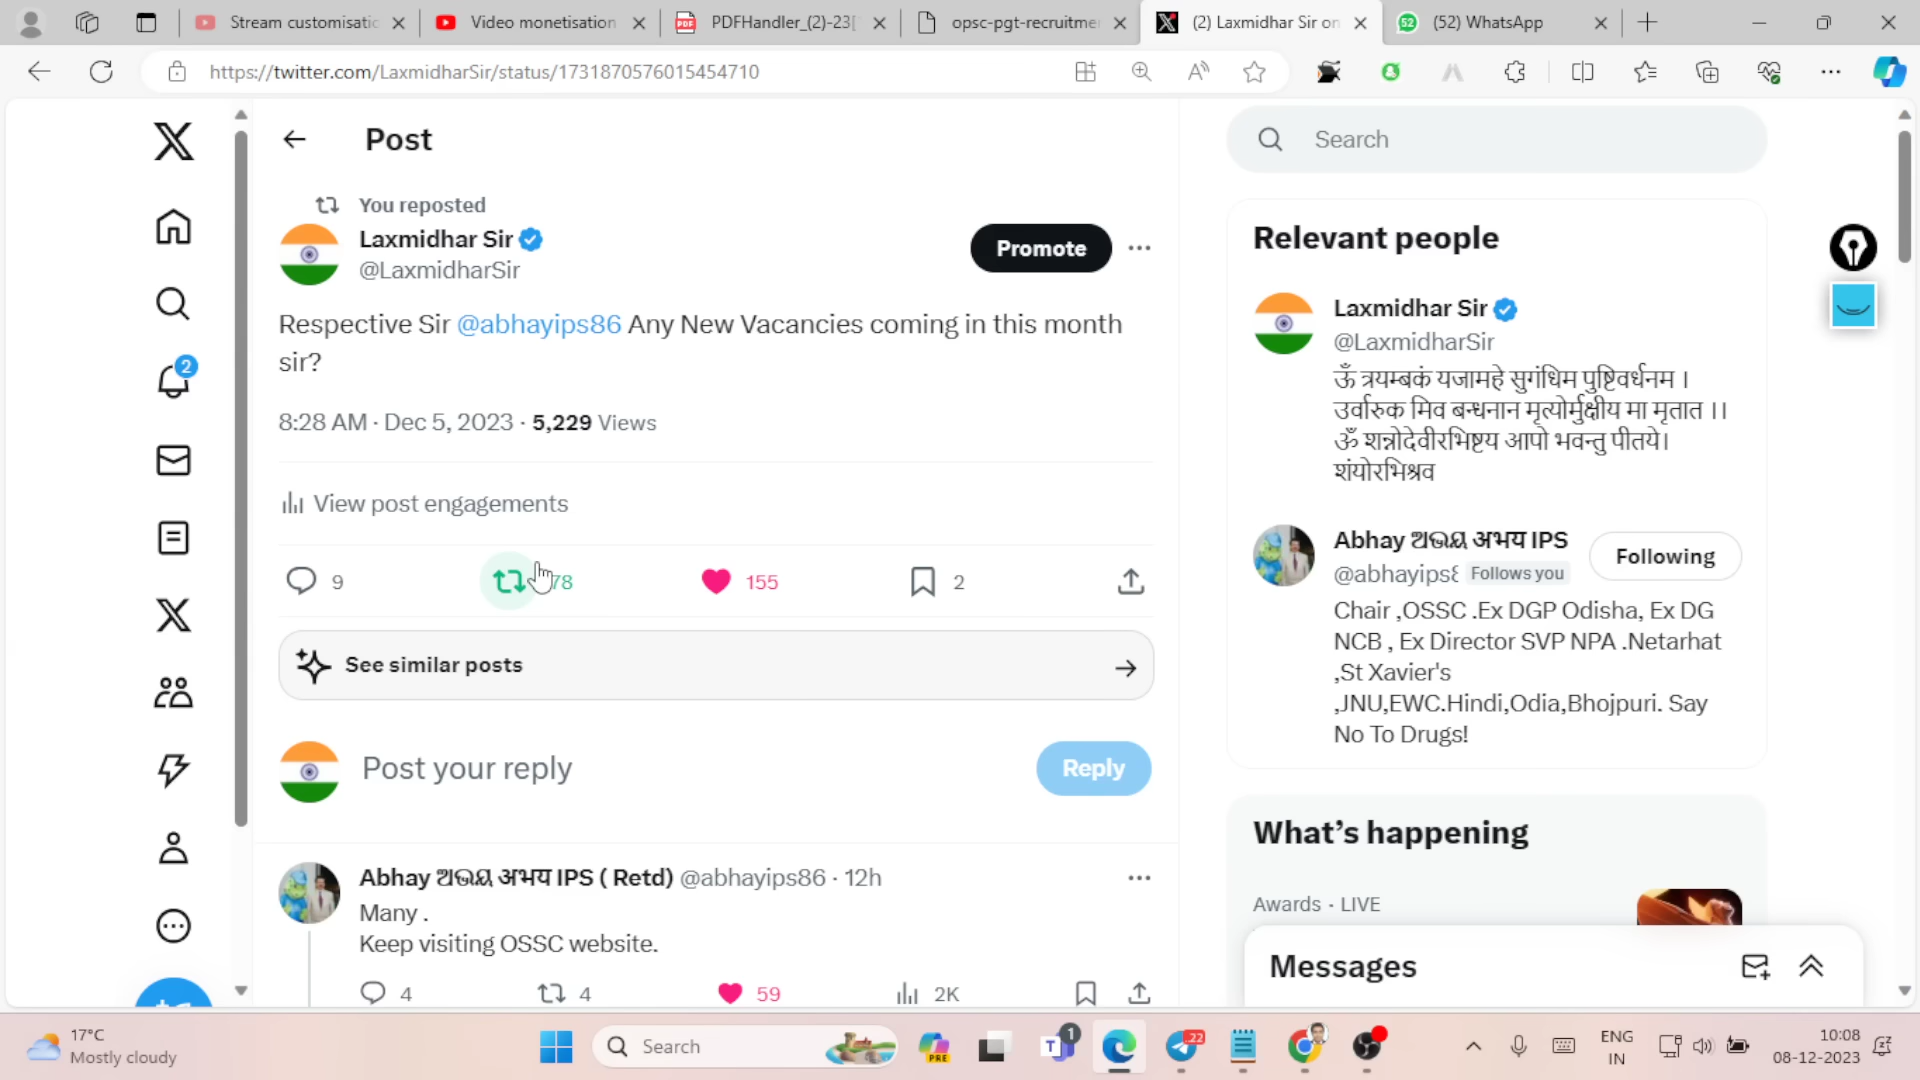 Stream customisatic
Video monetisation
PDFHandler_(2)-23[
opsc-pgt-recruitme
(2) Laxmidhar Sir on
52
(52) WhatsApp
https://twitter.com/LaxmidharSir/status/1731870576015454710
Post
Search
You reposted
Laxmidhar Sir
@LaxmidharSir
Promote
Respective Sir @abhayips86 Any New Vacancies coming in this month
sir?
8:28 AM · Dec 5, 2023 · 5,229 Views
View post engagements
9
78
155
2
See similar posts
Post your reply
Reply
Abhay ଅଭୟ अभय IPS ( Retd) @abhayips86 · 12h
Many .
Keep visiting OSSC website.
4
4
59
2K
2
Relevant people
Laxmidhar Sir
@LaxmidharSir
ॐ त्रयम्बकं यजामहे सुगंधिम पुष्टिवर्धनम ।
उर्वारुक मिव बन्धनान मृत्योर्मुक्षीय मा मृतात ।।
ॐ शन्नोदेवीरभिष्टय आपो भवन्तु पीतये।
शंयोरभिश्रव
Abhay ଅଭୟ अभय IPS
Following
@abhayips8 Follows you
Chair ,OSSC .Ex DGP Odisha, Ex DG
NCB , Ex Director SVP NPA .Netarhat
,St Xavier's
,JNU,EWC.Hindi,Odia,Bhojpuri. Say
No To Drugs!
What's happening
Awards · LIVE
Messages
17°C
Mostly cloudy
Search
PRE
1
22
ENG
IN
10:08
08-12-2023